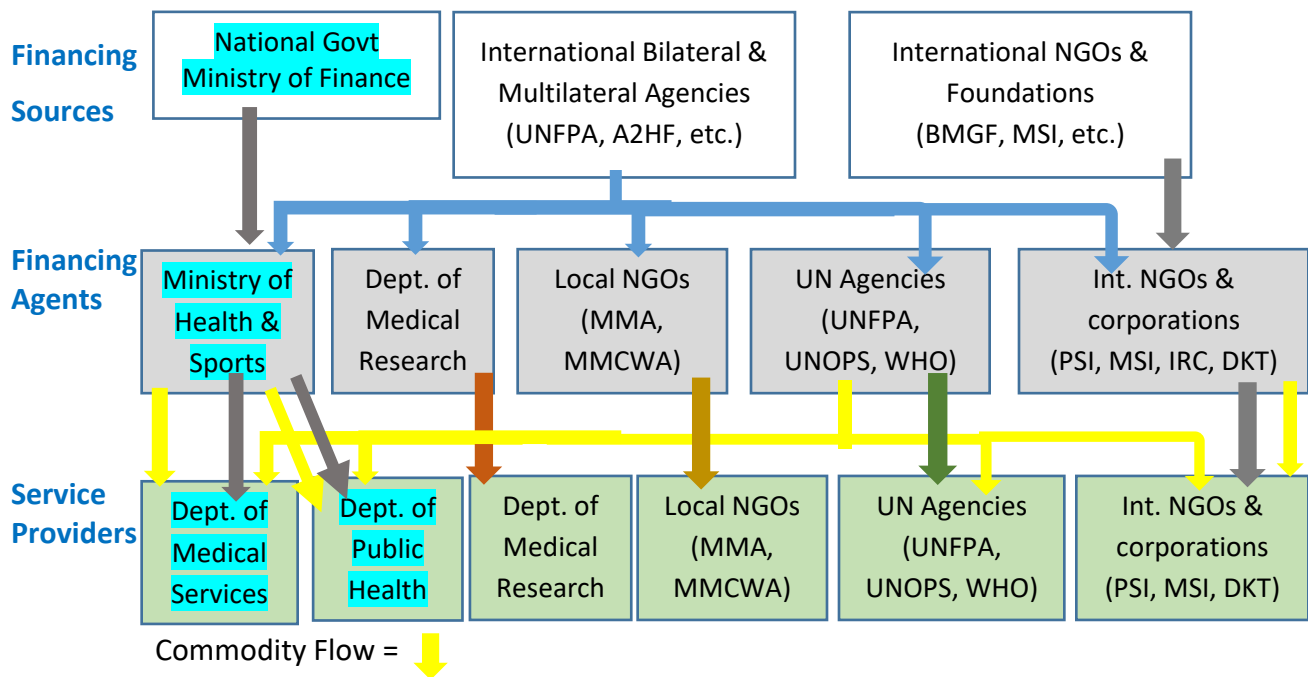 Financing
Sources
National Govt
Ministry of Finance
International Bilateral &
Multilateral Agencies
(UNFPA, A2HF, etc.)
International NGOs &
Foundations
(BMGF, MSI, etc.)
Financing
Agents
Ministry of
Health &
Sports
Dept. of
Medical
Research
Local NGOs
(MMA,
MMCWA)
UN Agencies
(UNFPA,
UNOPS, WHO)
Int. NGOs &
corporations
(PSI, MSI, IRC, DKT)
Service
Providers
Dept. of
Medical
Services
Dept. of
Public
Health
Dept. of
Medical
Research
Local NGOs
(MMA,
MMCWA)
UN Agencies
(UNFPA,
UNOPS, WHO)
Int. NGOs &
corporations
(PSI, MSI, DKT)
Commodity Flow =